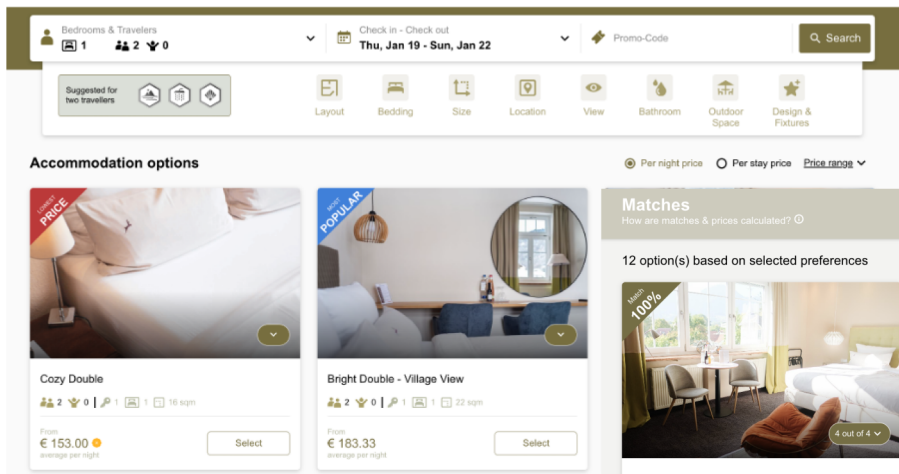 Bedrooms & Travelers
1 2 0
Check in - Check out
Thu, Jan 19 - Sun, Jan 22
Promo-Code
Search
Suggested for
two travellers
Layout
Bedding
Size
Location
View
Bathroom
Outdoor
Space
Design &
Fixtures
Accommodation options
Per night price
Per stay price
Price range
LOWEST
PRICE
Cozy Double
2 0 | 1 1 16 sqm
From
€ 153.00
average per night
Select
MOST
POPULAR
Bright Double - Village View
2 0 | 1 1 22 sqm
From
€ 183.33
average per night
Select
Matches
How are matches & prices calculated?
12 option(s) based on selected preferences
Match
100%
4 out of 4